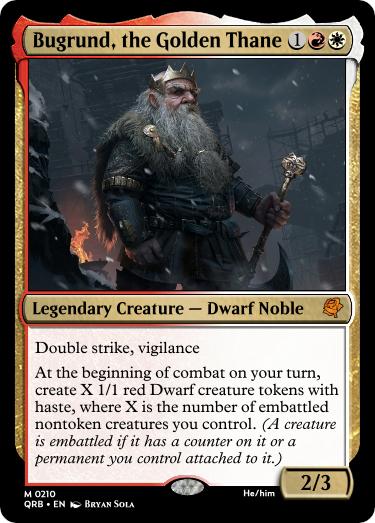 Bugrund, the Golden Thane 1
Legendary Creature — Dwarf Noble
Double strike, vigilance
At the beginning of combat on your turn,
create X 1/1 red Dwarf creature tokens with
haste, where X is the number of embattled
nontoken creatures you control. (A creature
is embattled if it has a counter on it or a
permanent you control attached to it.)
2/3
M 0210
He/him
QRB • EN Bryan Sola